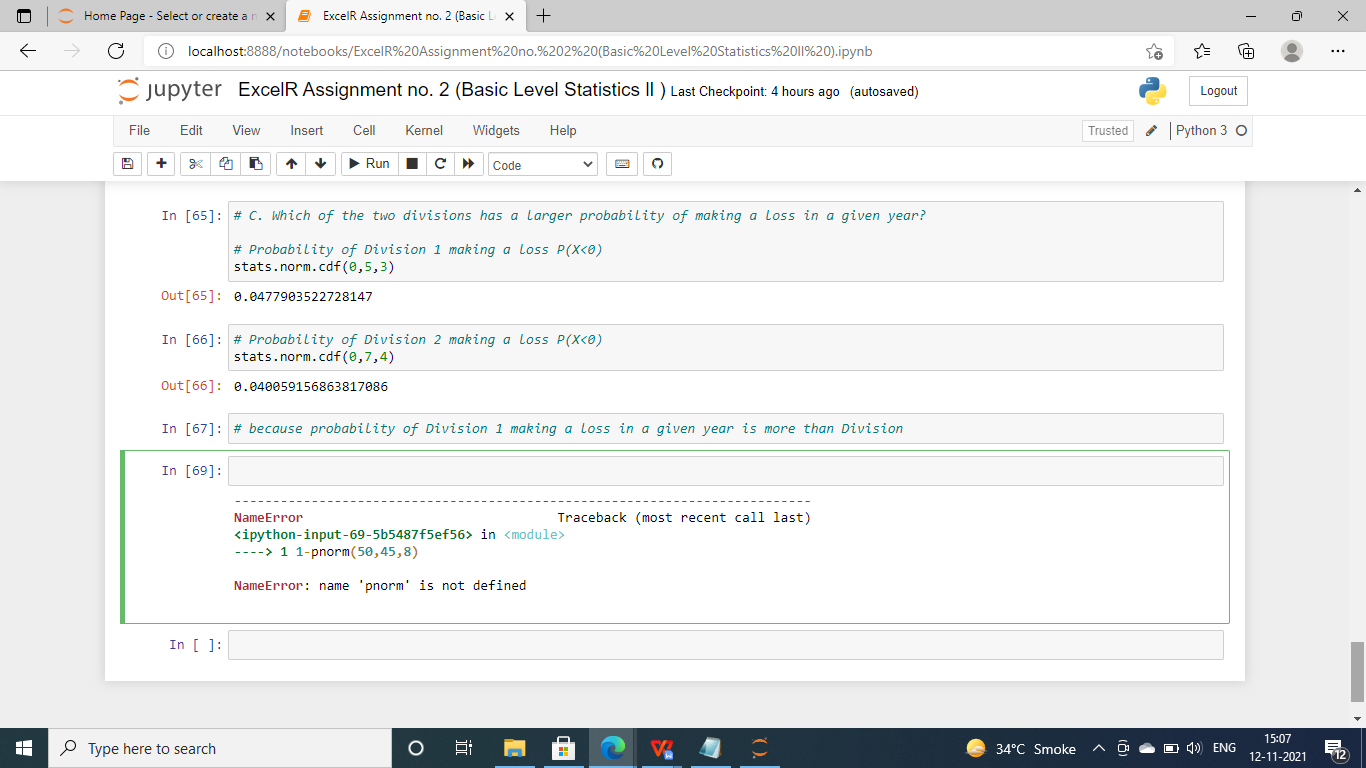 Home Page - Select or create a n
ExcelR Assignment no. 2 (Basic L
localhost:8888/notebooks/ExcelR%20Assignment%20no.%202%20(Basic%20Level%20Statistics%20II%20).ipynb
jupyter ExcelR Assignment no. 2 (Basic Level Statistics II ) Last Checkpoint: 4 hours ago (autosaved)
Logout
File Edit View Insert Cell Kernel Widgets Help
Trusted Python 3
Run Code
In [65]: # C. Which of the two divisions has a larger probability of making a loss in a given year?
# Probability of Division 1 making a loss P(X<0)
stats.norm.cdf(0,5,3)
Out[65]: 0.0477903522728147
In [66]: # Probability of Division 2 making a loss P(X<0)
stats.norm.cdf(0,7,4)
Out[66]: 0.040059156863817086
In [67]: # because probability of Division 1 making a loss in a given year is more than Division
In [69]:
---------------------------------------------------------------------------
NameError Traceback (most recent call last)
<ipython-input-69-5b5487f5ef56> in <module>
----> 1 1-pnorm(50,45,8)
NameError: name 'pnorm' is not defined
In [ ]:
Type here to search
34°C Smoke
ENG
15:07
12-11-2021
12